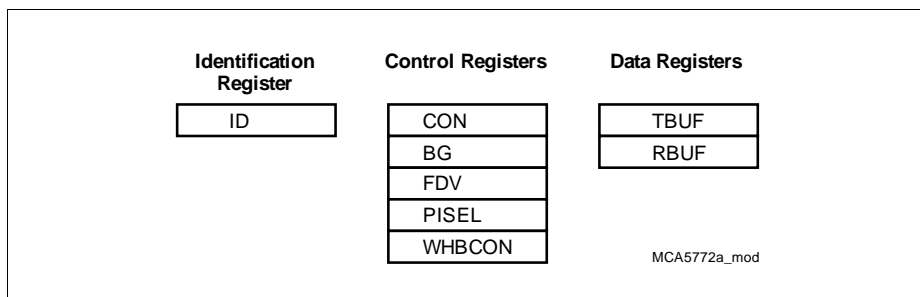 Identification
Register
Control Registers
Data Registers
ID
CON
BG
FDV
PISEL
WHBCON
TBUF
RBUF
MCA5772a_mod